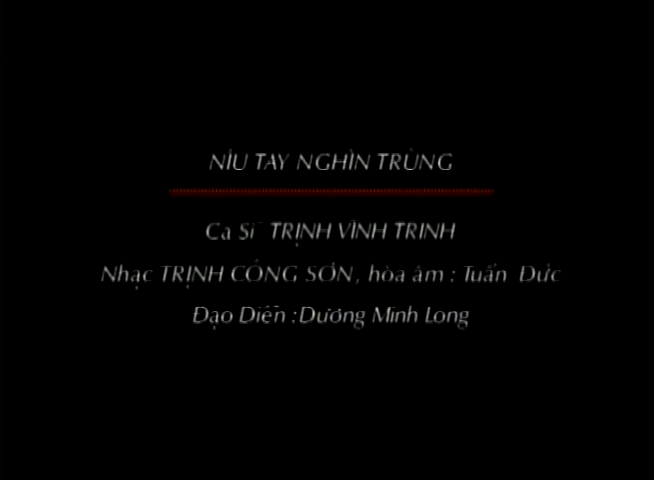 NÍU TAY NGHÌN TRÙNG
Ca Sĩ TRỊNH VĨNH TRINH
Nhạc TRỊNH CÔNG SƠN, hòa âm : Tuấn Đức
Đạo Diễn :Dương Minh Long